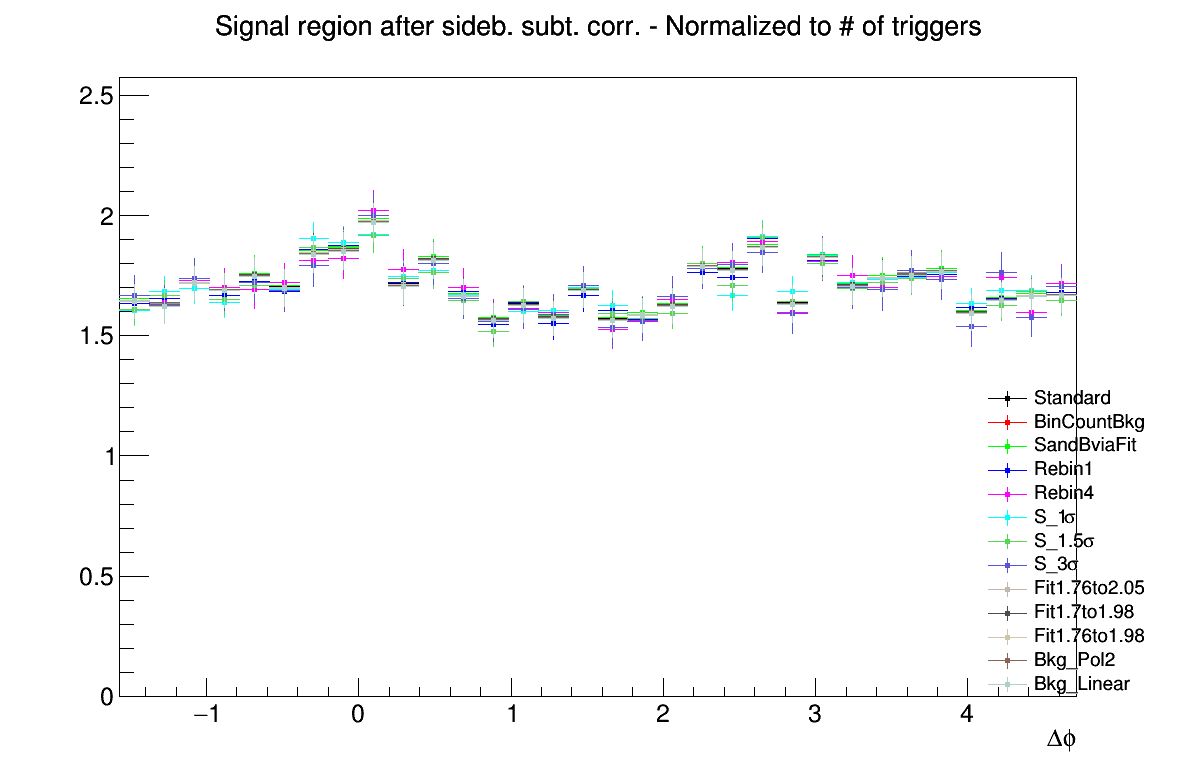 Signal region after sideb. subt. corr. - Normalized to # of triggers
2.5
2
1.5
1
0.5
0
Standard
BinCountBkg
SandBviaFit
Rebin1
Rebin4
S_1σ
S_1.5σ
S_3σ
Fit1.76to2.05
Fit1.7to1.98
Fit1.76to1.98
Bkg_Pol2
Bkg_Linear
−1 0 1 2 3 4
Δϕ